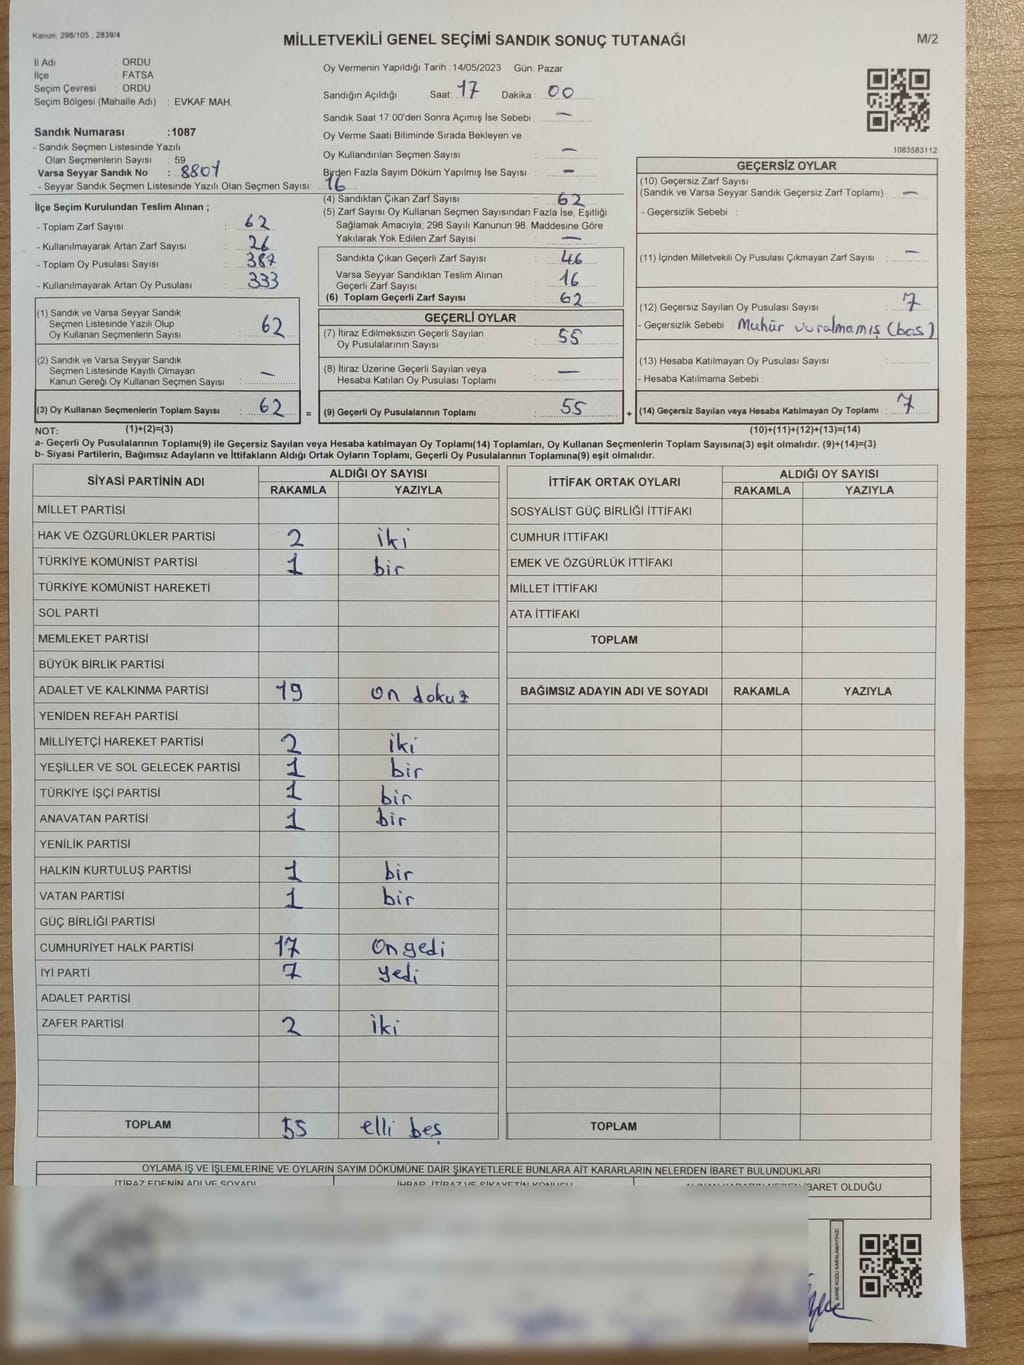 Kanun: 298/105 , 2839/4
MİLLETVEKİLİ GENEL SEÇİMİ SANDIK SONUÇ TUTANAĞI
M/2
İl Adı : ORDU
İlçe : FATSA
Seçim Çevresi : ORDU
Seçim Bölgesi (Mahalle Adı) : EVKAF MAH.
Sandık Numarası :1087
- Sandık Seçmen Listesinde Yazılı
Olan Seçmenlerin Sayısı : 59
Varsa Seyyar Sandık No : 8801
- Seyyar Sandık Seçmen Listesinde Yazılı Olan Seçmen Sayısı: 16
Oy Vermenin Yapıldığı Tarih :14/05/2023 Gün: Pazar
Sandığın Açıldığı Saat: 17 Dakika : 00
Sandık Saat 17:00'den Sonra Açımış İse Sebebi : —
Oy Verme Saati Bitiminde Sırada Bekleyen ve
Oy Kullandırılan Seçmen Sayısı : —
Birden Fazla Sayım Döküm Yapılmış İse Sayısı : —
1083583112
İlçe Seçim Kurulundan Teslim Alınan ;
- Toplam Zarf Sayısı : 62
- Kullanılmayarak Artan Zarf Sayısı : 26
- Toplam Oy Pusulası Sayısı : 387
- Kullanılmayarak Artan Oy Pusulası : 333
(1) Sandık ve Varsa Seyyar Sandık
Seçmen Listesinde Yazılı Olup
Oy Kullanan Seçmenlerin Sayısı : 62
(2) Sandık ve Varsa Seyyar Sandık
Seçmen Listesinde Kayıtlı Olmayan
Kanun Gereği Oy Kullanan Seçmen Sayısı : —
(3) Oy Kullanan Seçmenlerin Toplam Sayısı : 62 =
(4) Sandıktan Çıkan Zarf Sayısı : 62
(5) Zarf Sayısı Oy Kullanan Seçmen Sayısından Fazla İse, Eşitliği
Sağlamak Amacıyla; 298 Sayılı Kanunun 98. Maddesine Göre
Yakılarak Yok Edilen Zarf Sayısı : —
Sandıkta Çıkan Geçerli Zarf Sayısı : 46
Varsa Seyyar Sandıktan Teslim Alınan
Geçerli Zarf Sayısı : 16
(6) Toplam Geçerli Zarf Sayısı : 62
GEÇERLİ OYLAR
(7) İtiraz Edilmeksizin Geçerli Sayılan
Oy Pusulalarının Sayısı : 55
(8) İtiraz Üzerine Geçerli Sayılan veya
Hesaba Katılan Oy Pusulası Toplamı : —
(9) Geçerli Oy Pusulalarının Toplamı : 55 +
GEÇERSİZ OYLAR
(10) Geçersiz Zarf Sayısı
(Sandık ve Varsa Seyyar Sandık Geçersiz Zarf Toplamı) : —
- Geçersizlik Sebebi :
(11) İçinden Milletvekili Oy Pusulası Çıkmayan Zarf Sayısı : —
(12) Geçersiz Sayılan Oy Pusulası Sayısı : 7
- Geçersizlik Sebebi : Muhür vuralmamış (bos)
(13) Hesaba Katılmayan Oy Pusulası Sayısı :
- Hesaba Katılmama Sebebi :
(14) Geçersiz Sayılan veya Hesaba Katılmayan Oy Toplamı : 7
NOT: (1)+(2)=(3) (10)+(11)+(12)+(13)=(14)
a- Geçerli Oy Pusulalarının Toplamı(9) ile Geçersiz Sayılan veya Hesaba katılmayan Oy Toplamı(14) Toplamları, Oy Kullanan Seçmenlerin Toplam Sayısına(3) eşit olmalıdır. (9)+(14)=(3)
b- Siyasi Partilerin, Bağımsız Adayların ve İttifakların Aldığı Ortak Oyların Toplamı, Geçerli Oy Pusulalarının Toplamına(9) eşit olmalıdır.
SİYASİ PARTİNİN ADI ALDIĞI OY SAYISI
RAKAMLA YAZIYLA
MİLLET PARTİSİ
HAK VE ÖZGÜRLÜKLER PARTİSİ 2 iki
TÜRKİYE KOMÜNİST PARTİSİ 1 bir
TÜRKİYE KOMÜNİST HAREKETİ
SOL PARTİ
MEMLEKET PARTİSİ
BÜYÜK BİRLİK PARTİSİ
ADALET VE KALKINMA PARTİSİ 19 on dokuz
YENİDEN REFAH PARTİSİ
MİLLİYETÇİ HAREKET PARTİSİ 2 iki
YEŞİLLER VE SOL GELECEK PARTİSİ 1 bir
TÜRKİYE İŞÇİ PARTİSİ 1 bir
ANAVATAN PARTİSİ 1 bir
YENİLİK PARTİSİ
HALKIN KURTULUŞ PARTİSİ 1 bir
VATAN PARTİSİ 1 bir
GÜÇ BİRLİĞİ PARTİSİ
CUMHURİYET HALK PARTİSİ 17 on yedi
İYİ PARTİ 7 yedi
ADALET PARTİSİ
ZAFER PARTİSİ 2 iki
TOPLAM 55 elli beş
İTTİFAK ORTAK OYLARI ALDIĞI OY SAYISI
RAKAMLA YAZIYLA
SOSYALİST GÜÇ BİRLİĞİ İTTİFAKI
CUMHUR İTTİFAKI
EMEK VE ÖZGÜRLÜK İTTİFAKI
MİLLET İTTİFAKI
ATA İTTİFAKI
TOPLAM
BAĞIMSIZ ADAYIN ADI VE SOYADI RAKAMLA YAZIYLA
TOPLAM
OYLAMA İŞ VE İŞLEMLERİNE VE OYLARIN SAYIM DÖKÜMÜNE DAİR ŞİKAYETLERLE BUNLARA AİT KARARLARIN NELERDEN İBARET BULUNDUKLARI
İTİRAZ EDENİN ADI VE SOYADI İHBAR, İTİRAZ VE ŞİKAYETİN KONUSU İBARET OLDUĞU